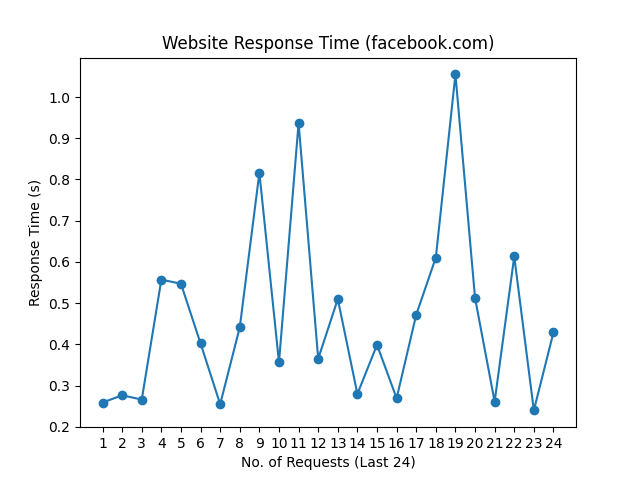 Website Response Time (facebook.com)
1.0
0.9
0.8
0.7
0.6
0.5
0.4
0.3
0.2
Response Time (s)
1 2 3 4 5 6 7 8 9 10 11 12 13 14 15 16 17 18 19 20 21 22 23 24
No. of Requests (Last 24)